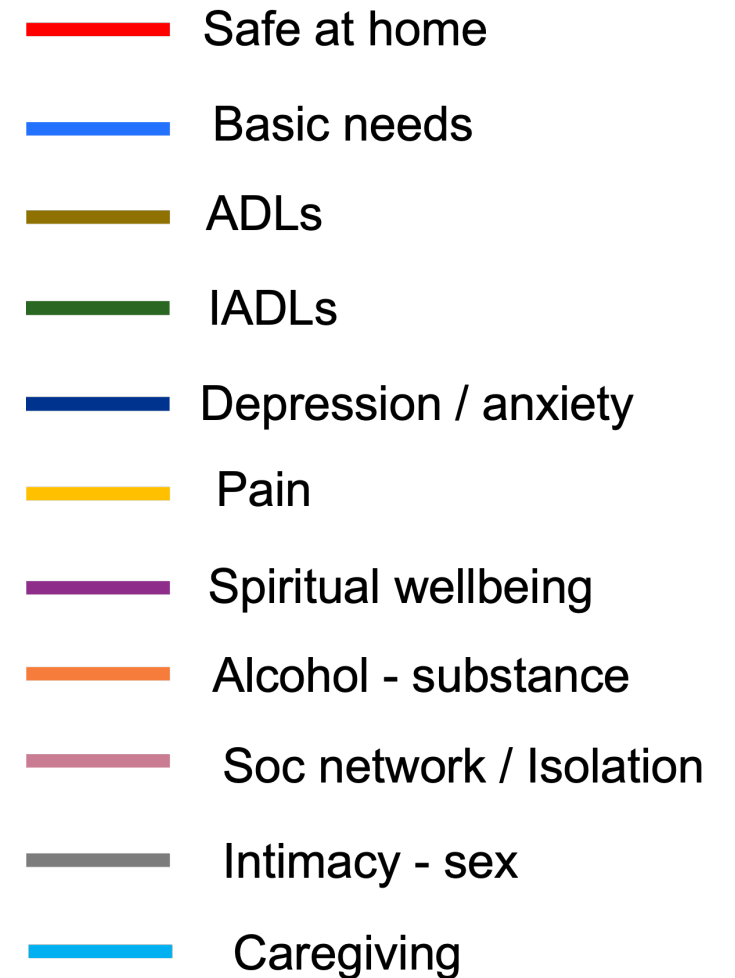 Safe at home
Basic needs
ADLs
IADLs
Depression / anxiety
Pain
Spiritual wellbeing
Alcohol - substance
Soc network / Isolation
Intimacy - sex
Caregiving